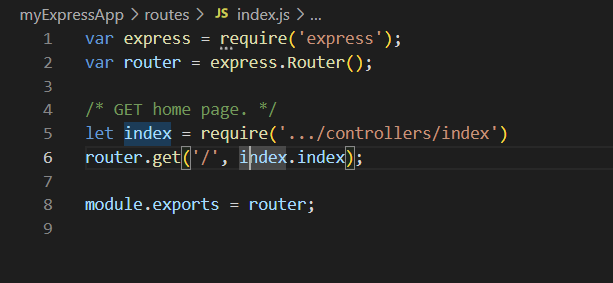 myExpressApp > routes > JS index.js > ...
1 var express = require('express');
2 var router = express.Router();
3
4 /* GET home page. */
5 let index = require('.../controllers/index')
6 router.get('/', index.index);
7
8 module.exports = router;
9